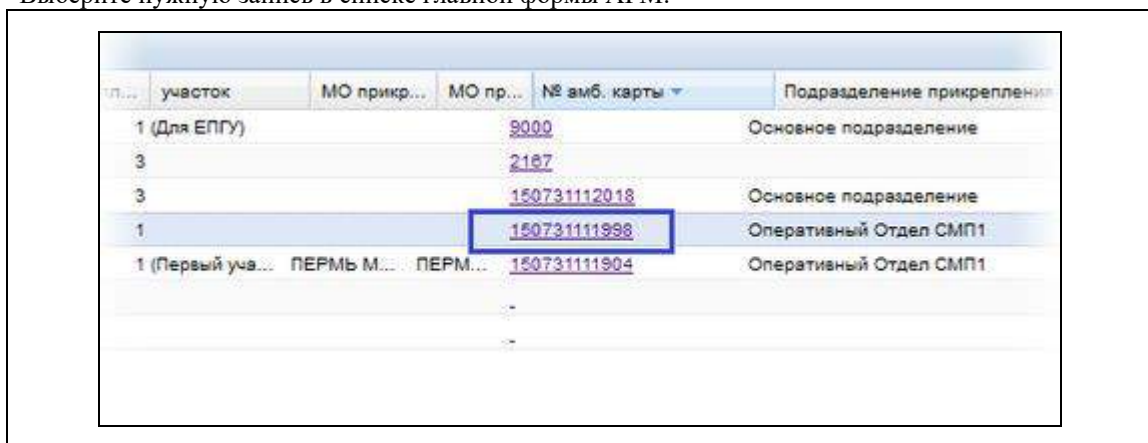 Выберите нужную запись в списке главной формы АРМ.
участок МО прикр... МО пр... № амб. карты Подразделение прикрепления
1 (Для ЕПГУ) 9000 Основное подразделение
3 2167
3 150731112018 Основное подразделение
1 150731111998 Оперативный Отдел СМП1
1 (Первый уча... ПЕРМЬ М... ПЕРМ... 150731111904 Оперативный Отдел СМП1
-
-